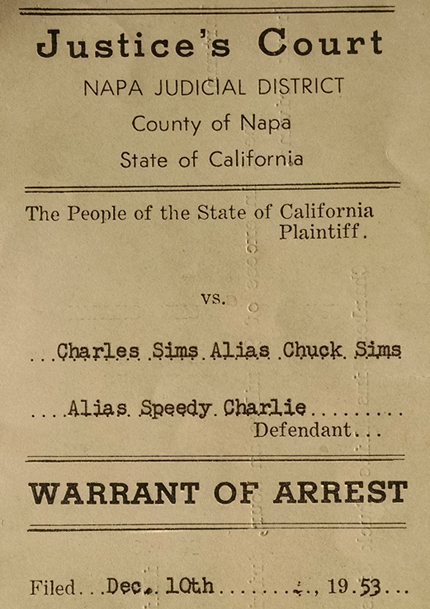 Justice's Court
NAPA JUDICIAL DISTRICT
County of Napa
State of California
The People of the State of California
Plaintiff.
vs.
...Charles Sims Alias Chuck Sims
....Alias Speedy Charlie.........
Defendant...
WARRANT OF ARREST
Filed...Dec. 10th........, 19.53...